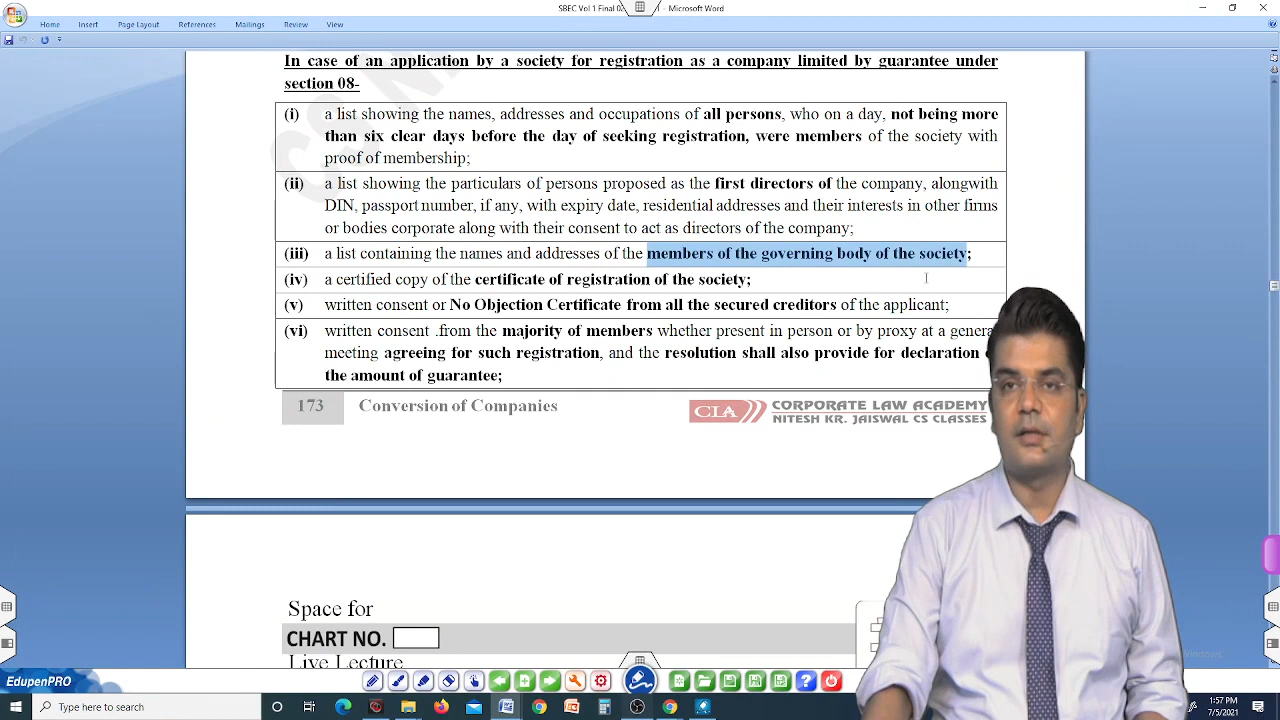 SBEC Vol 1 Final 0
1 - Microsoft Word
Home Insert Page Layout References Mailings Review View
In case of an application by a society for registration as a company limited by guarantee under
section 08-
(i) a list showing the names, addresses and occupations of all persons, who on a day, not being more
than six clear days before the day of seeking registration, were members of the society with
proof of membership;
(ii) a list showing the particulars of persons proposed as the first directors of the company, alongwith
DIN, passport number, if any, with expiry date, residential addresses and their interests in other firms
or bodies corporate along with their consent to act as directors of the company;
(iii) a list containing the names and addresses of the members of the governing body of the society;
(iv) a certified copy of the certificate of registration of the society;
(v) written consent or No Objection Certificate from all the secured creditors of the applicant;
(vi) written consent .from the majority of members whether present in person or by proxy at a genera
meeting agreeing for such registration, and the resolution shall also provide for declaration
the amount of guarantee;
173 Conversion of Companies
CLA CORPORATE LAW ACADEMY
NITESH KR. JAISWAL CS CLASSES
Space for
CHART NO.
Live Lecture
Windows
EdupenPRO
Type here to search
1:57 PM
7/5/2021